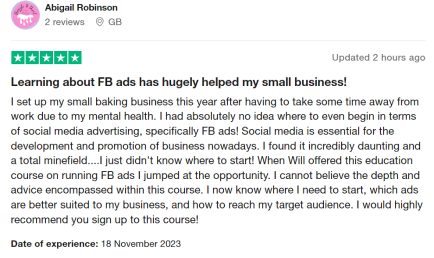 Abigail Robinson
2 reviews GB
Updated 2 hours ago
Learning about FB ads has hugely helped my small business!
I set up my small baking business this year after having to take some time away from
work due to my mental health. I had absolutely no idea where to even begin in terms
of social media advertising, specifically FB ads! Social media is essential for the
development and promotion of business nowadays. I found it incredibly daunting and
a total minefield....I just didn't know where to start! When Will offered this education
course on running FB ads I jumped at the opportunity. I cannot believe the depth and
advice encompassed within this course. I now know where I need to start, which ads
are better suited to my business, and how to reach my target audience. I would highly
recommend you sign up to this course!
Date of experience: 18 November 2023